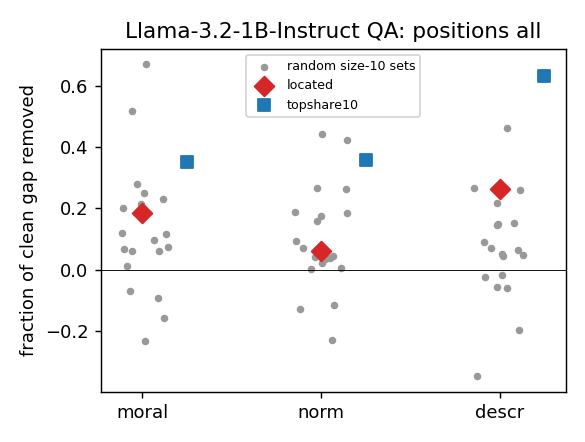 Llama-3.2-1B-Instruct QA: positions all
fraction of clean gap removed
0.6
0.4
0.2
0.0
−0.2
random size-10 sets
located
topshare10
moral norm descr